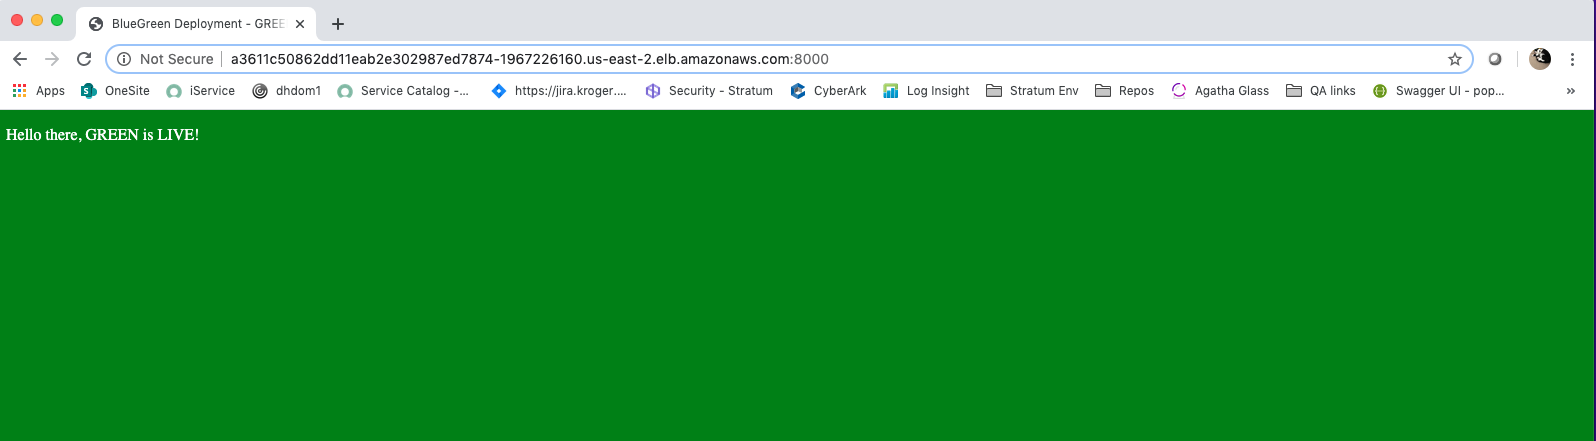 BlueGreen Deployment - GREE
Not Secure a3611c50862dd11eab2e302987ed7874-1967226160.us-east-2.elb.amazonaws.com:8000
Apps OneSite iService dhdom1 Service Catalog -... https://jira.kroger.... Security - Stratum CyberArk Log Insight Stratum Env Repos Agatha Glass QA links Swagger UI - pop... »
Hello there, GREEN is LIVE!